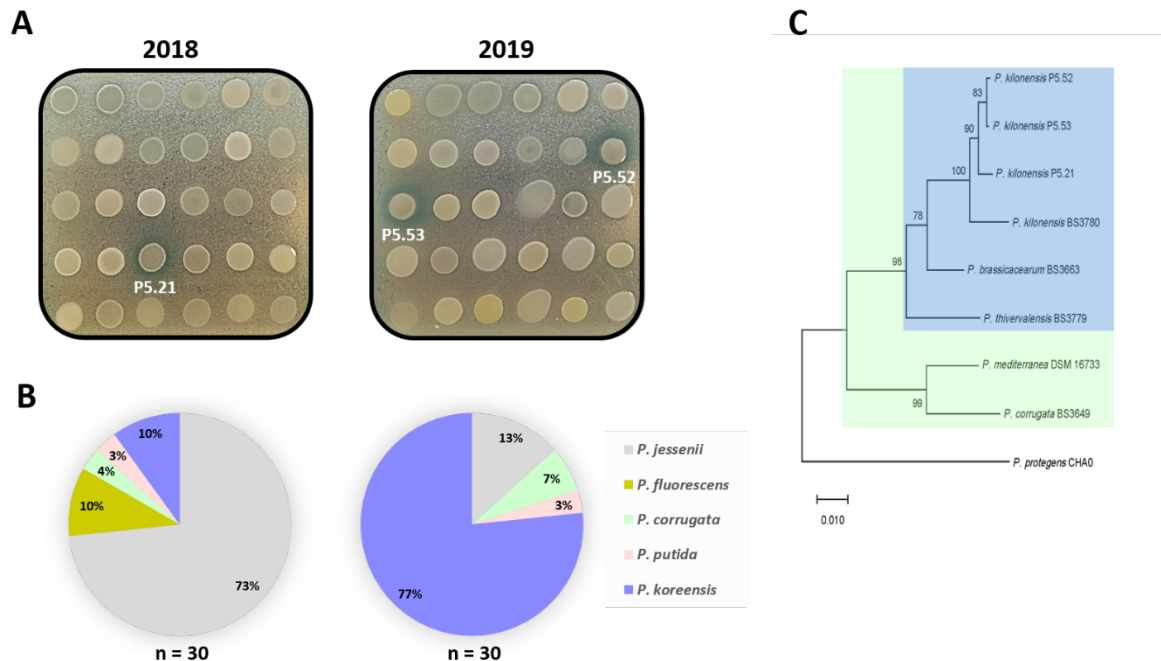 A
2018
2019
P5.52
P5.53
P5.21
B
10%
3%
4%
10%
73%
n = 30
13%
7%
3%
77%
n = 30
P. jessenii
P. fluorescens
P. corrugata
P. putida
P. koreensis
C
P. kilonensis P5.52
83
P. kilonensis P5.53
90
P. kilonensis P5.21
100
P. kilonensis BS3780
78
P. brassicacearum BS3663
98
P. thivervalensis BS3779
P. mediterranea DSM 16733
99
P. corrugata BS3649
P. protegens CHA0
0.010